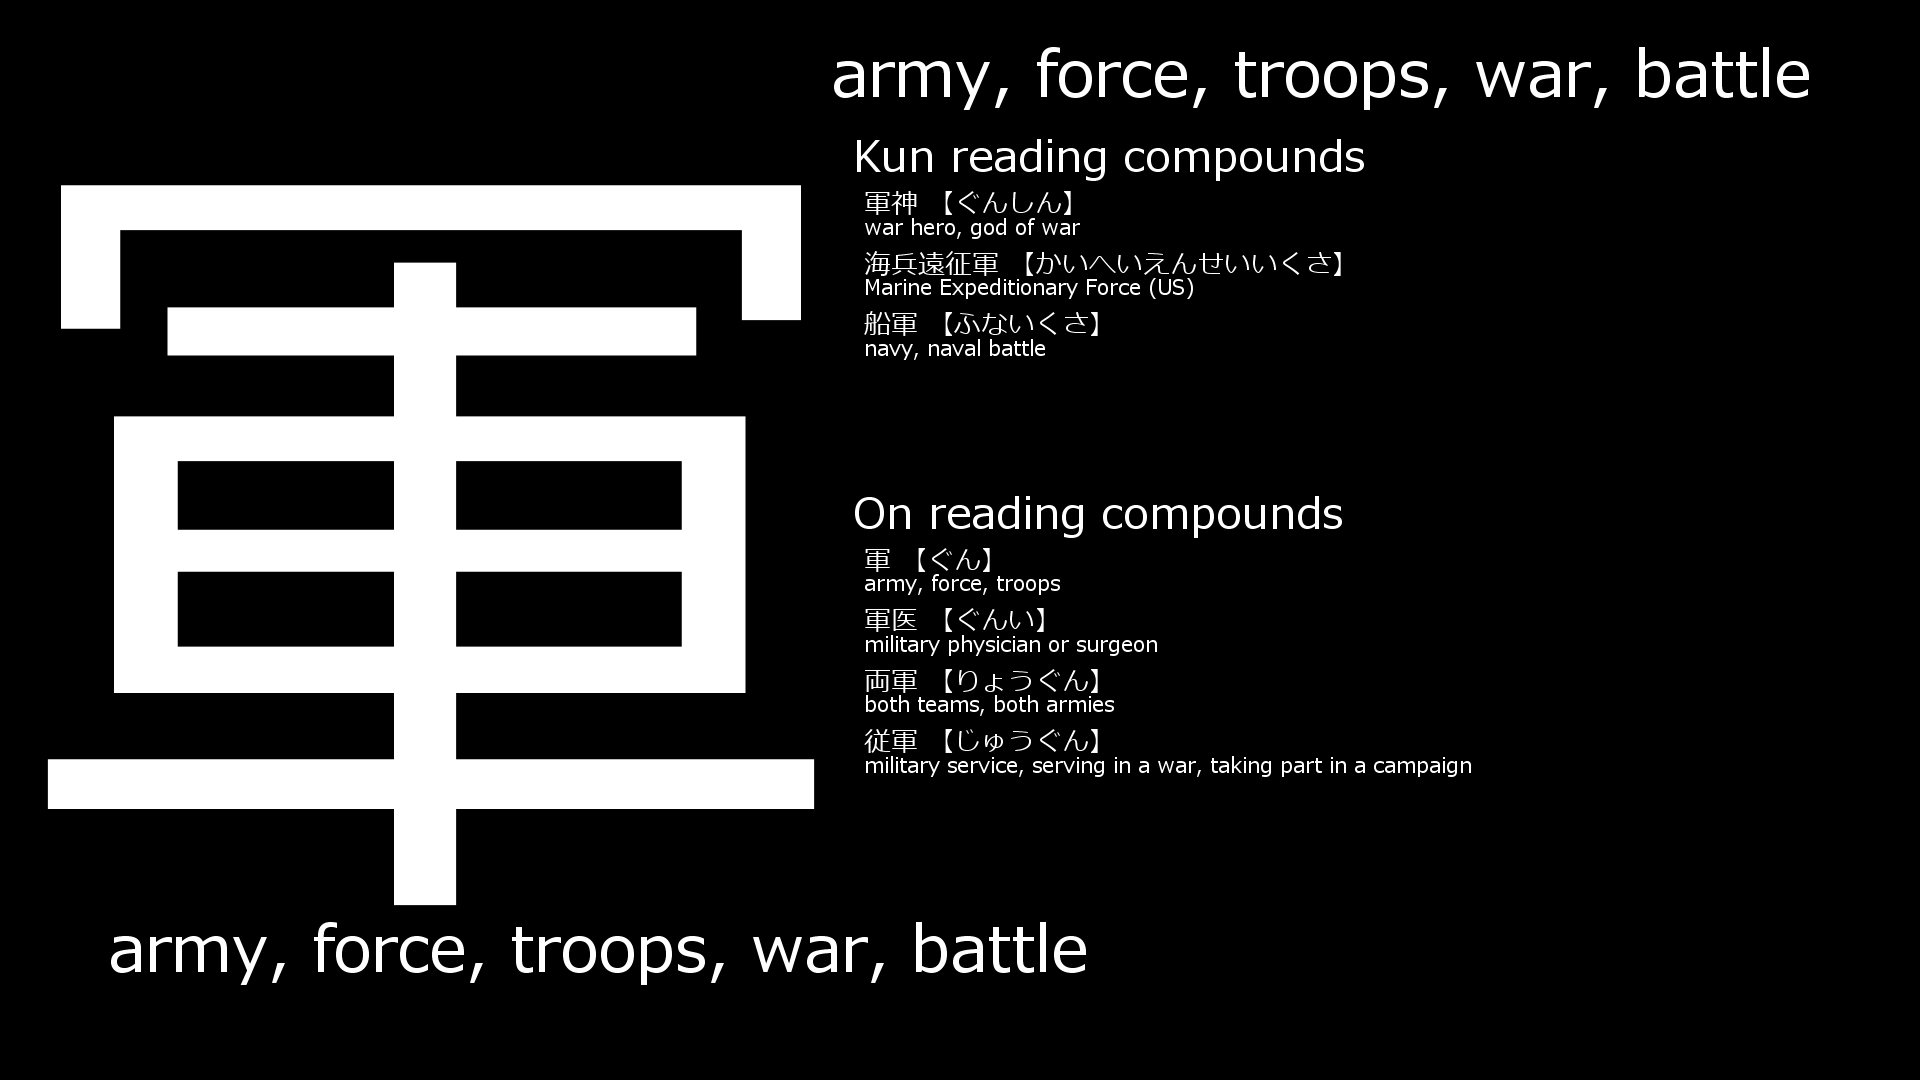 軍
army, force, troops, war, battle
army, force, troops, war, battle
Kun reading compounds
軍神 【ぐんしん】
war hero, god of war
海兵遠征軍 【かいへいえんせいいくさ】
Marine Expeditionary Force (US)
船軍 【ふないくさ】
navy, naval battle
On reading compounds
軍 【ぐん】
army, force, troops
軍医 【ぐんい】
military physician or surgeon
両軍 【りょうぐん】
both teams, both armies
従軍 【じゅうぐん】
military service, serving in a war, taking part in a campaign